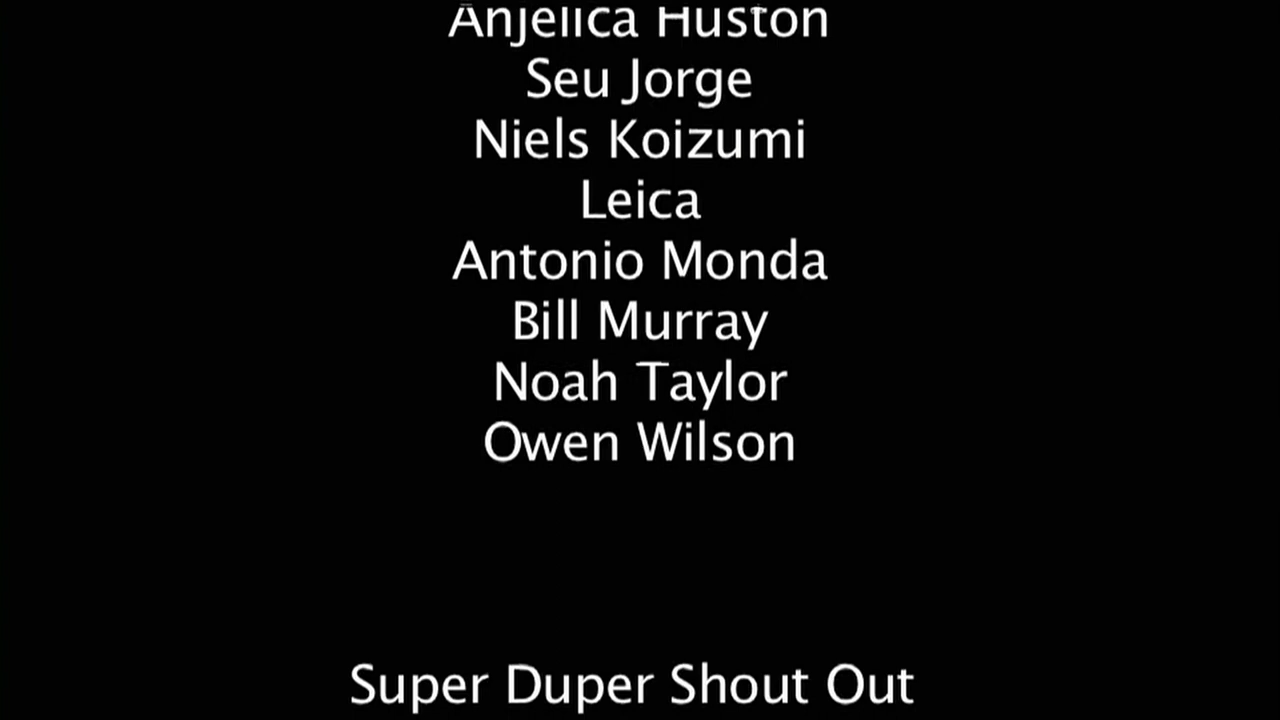 Anjelica Huston
Seu Jorge
Niels Koizumi
Leica
Antonio Monda
Bill Murray
Noah Taylor
Owen Wilson
Super Duper Shout Out